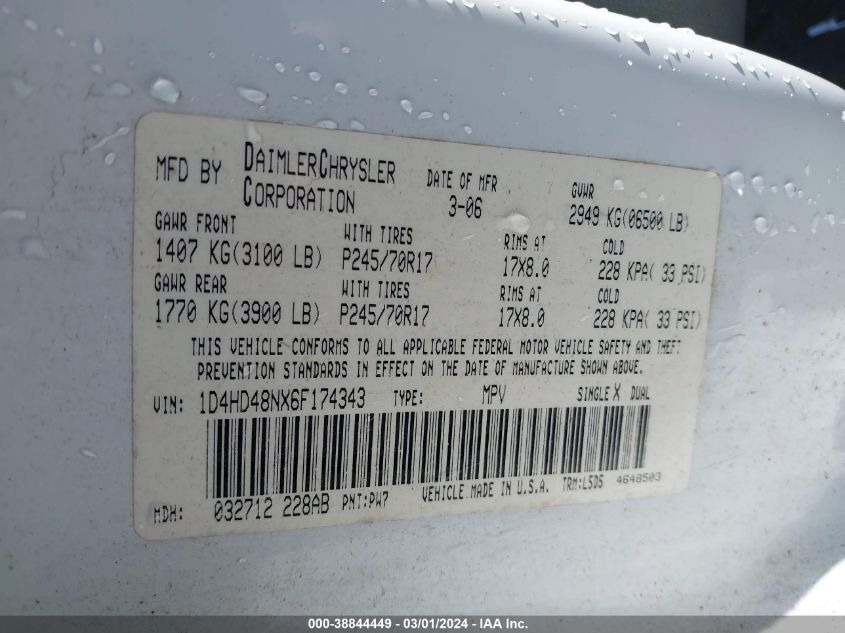 MFD BY DAIMLERCHRYSLER CORPORATION
DATE OF MFR 3-06
GVWR 2949 KG(06500 LB)
GAWR FRONT WITH TIRES RIMS AT COLD
1407 KG(3100 LB) P245/70R17 17X8.0 228 KPA( 33 PSI)
GAWR REAR WITH TIRES RIMS AT COLD
1770 KG(3900 LB) P245/70R17 17X8.0 228 KPA( 33 PSI)
THIS VEHICLE CONFORMS TO ALL APPLICABLE FEDERAL MOTOR VEHICLE SAFETY AND THEFT
PREVENTION STANDARDS IN EFFECT ON THE DATE OF MANUFACTURE SHOWN ABOVE.
VIN: 1D4HD48NX6F174343 TYPE: MPV SINGLE X DUAL
MDH: 032712 228AB PNT:PW7 VEHICLE MADE IN U.S.A. TRM:L5D5 4648503
000-38844449 - 03/01/2024 - IAA Inc.